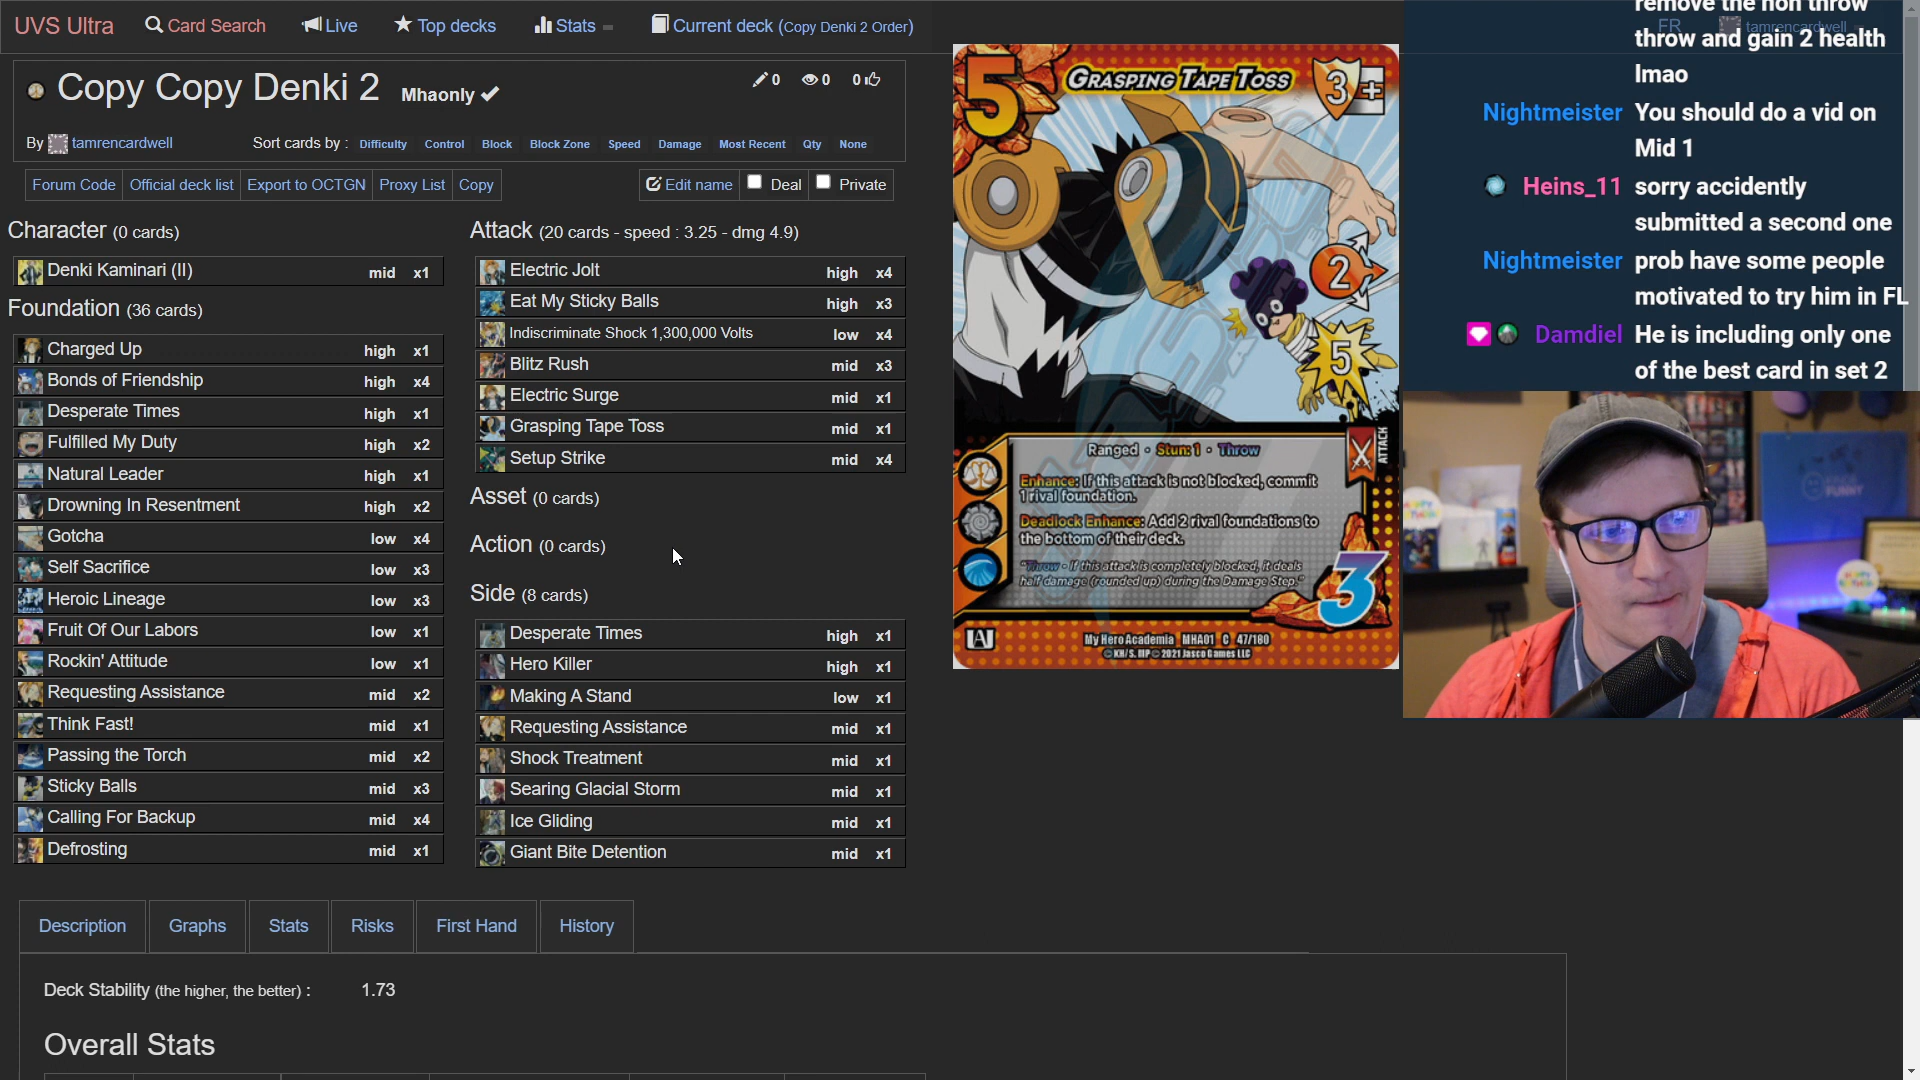 UVS Ultra
Card Search
Live
Top decks
Stats
Current deck (Copy Denki 2 Order)
FR
tamrencardwell
Copy Copy Denki 2
Mhaonly
0
0
0
By tamrencardwell
Sort cards by : Difficulty Control Block Block Zone Speed Damage Most Recent Qty None
Forum Code
Official deck list
Export to OCTGN
Proxy List
Copy
Edit name
Deal
Private
Character (0 cards)
Denki Kaminari (II) mid x1
Foundation (36 cards)
Charged Up high x1
Bonds of Friendship high x4
Desperate Times high x1
Fulfilled My Duty high x2
Natural Leader high x1
Drowning In Resentment high x2
Gotcha low x4
Self Sacrifice low x3
Heroic Lineage low x3
Fruit Of Our Labors low x1
Rockin' Attitude low x1
Requesting Assistance mid x2
Think Fast! mid x1
Passing the Torch mid x2
Sticky Balls mid x3
Calling For Backup mid x4
Defrosting mid x1
Attack (20 cards - speed : 3.25 - dmg 4.9)
Electric Jolt high x4
Eat My Sticky Balls high x3
Indiscriminate Shock 1,300,000 Volts low x4
Blitz Rush mid x3
Electric Surge mid x1
Grasping Tape Toss mid x1
Setup Strike mid x4
Asset (0 cards)
Action (0 cards)
Side (8 cards)
Desperate Times high x1
Hero Killer high x1
Making A Stand low x1
Requesting Assistance mid x1
Shock Treatment mid x1
Searing Glacial Storm mid x1
Ice Gliding mid x1
Giant Bite Detention mid x1
5
Grasping Tape Toss
3+
2
5
ATTACK
Ranged • Stun: 1 • Throw
Enhance: If this attack is not blocked, commit
1 rival foundation.
Deadlock Enhance: Add 2 rival foundations to
the bottom of their deck.
"Throw - If this attack is completely blocked, it deals
half damage (rounded up) during the Damage Step."
3
My Hero Academia MHA01 C 47/180
© KH/S, MP © 2021 Jasco Games LLC
remove the non throw
throw and gain 2 health
lmao
Nightmeister You should do a vid on
Mid 1
Heins_11 sorry accidently
submitted a second one
Nightmeister prob have some people
motivated to try him in FL
Damdiel He is including only one
of the best card in set 2
Description
Graphs
Stats
Risks
First Hand
History
Deck Stability (the higher, the better) : 1.73
Overall Stats